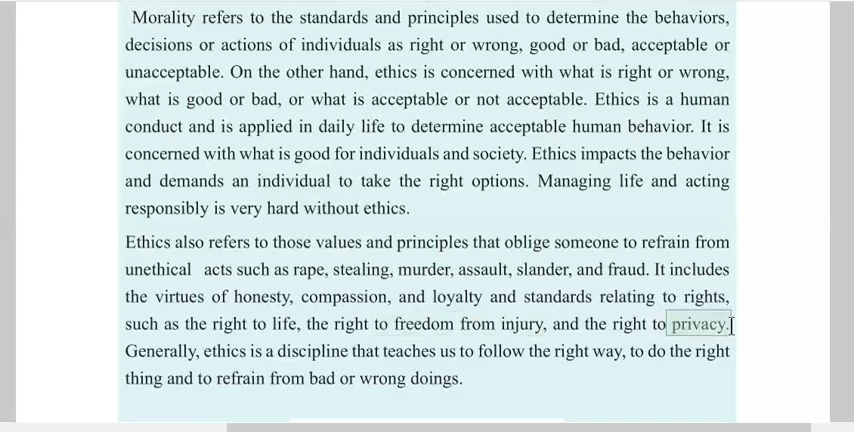 Morality refers to the standards and principles used to determine the behaviors,
decisions or actions of individuals as right or wrong, good or bad, acceptable or
unacceptable. On the other hand, ethics is concerned with what is right or wrong,
what is good or bad, or what is acceptable or not acceptable. Ethics is a human
conduct and is applied in daily life to determine acceptable human behavior. It is
concerned with what is good for individuals and society. Ethics impacts the behavior
and demands an individual to take the right options. Managing life and acting
responsibly is very hard without ethics.
Ethics also refers to those values and principles that oblige someone to refrain from
unethical acts such as rape, stealing, murder, assault, slander, and fraud. It includes
the virtues of honesty, compassion, and loyalty and standards relating to rights,
such as the right to life, the right to freedom from injury, and the right to privacy.
Generally, ethics is a discipline that teaches us to follow the right way, to do the right
thing and to refrain from bad or wrong doings.